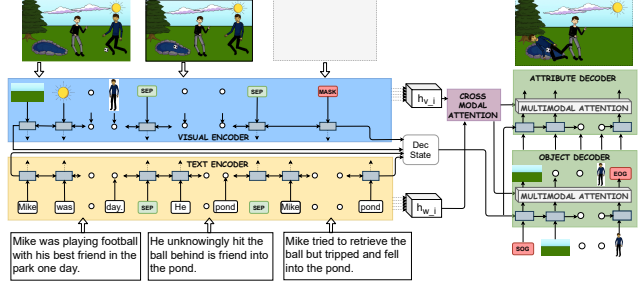 SEP
SEP
MASK
VISUAL ENCODER
h_v_i
CROSS
MODAL
ATTENTION
ATTRIBUTE DECODER
MULTIMODAL ATTENTION
Dec
State
TEXT ENCODER
Mike
was
day.
SEP
He
pond
SEP
Mike
pond
h_w_i
OBJECT DECODER
EOG
MULTIMODAL ATTENTION
SOG
Mike was playing football
with his best friend in the
park one day.
He unknowingly hit the
ball behind is friend into
the pond.
Mike tried to retrieve the
ball but tripped and fell
into the pond.